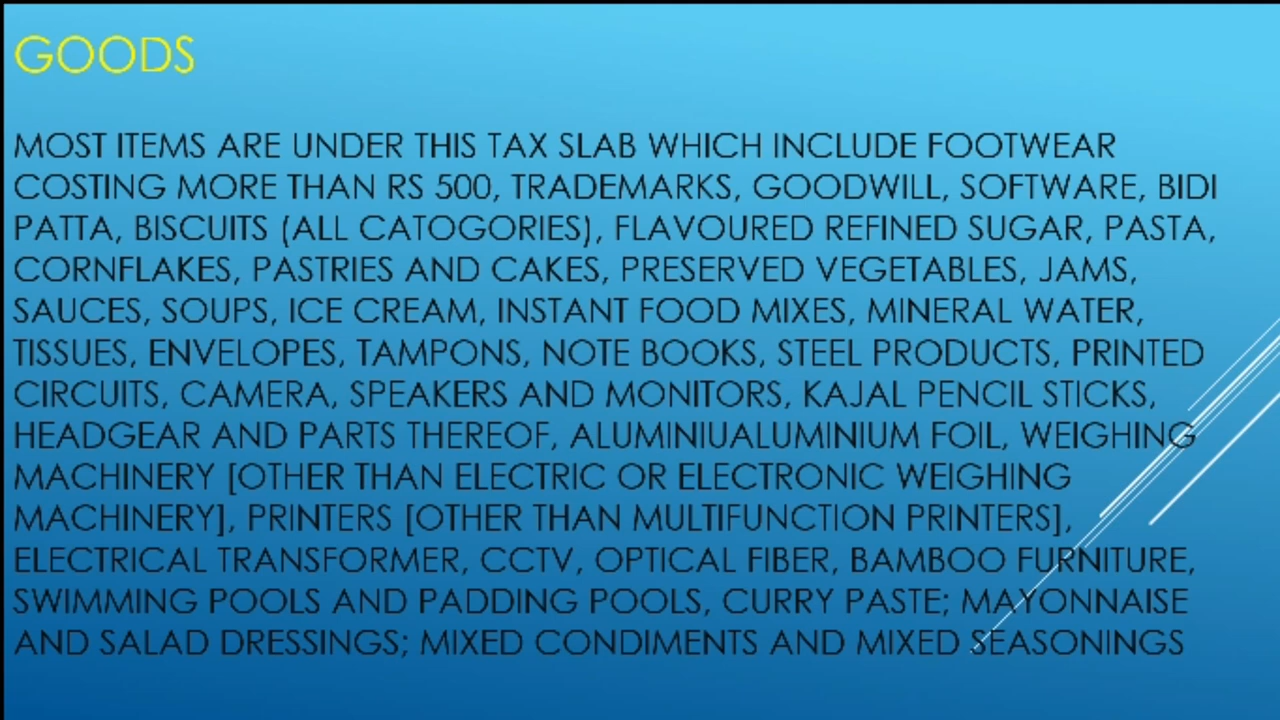 GOODS
MOST ITEMS ARE UNDER THIS TAX SLAB WHICH INCLUDE FOOTWEAR
COSTING MORE THAN RS 500, TRADEMARKS, GOODWILL, SOFTWARE, BIDI
PATTA, BISCUITS (ALL CATOGORIES), FLAVOURED REFINED SUGAR, PASTA,
CORNFLAKES, PASTRIES AND CAKES, PRESERVED VEGETABLES, JAMS,
SAUCES, SOUPS, ICE CREAM, INSTANT FOOD MIXES, MINERAL WATER,
TISSUES, ENVELOPES, TAMPONS, NOTE BOOKS, STEEL PRODUCTS, PRINTED
CIRCUITS, CAMERA, SPEAKERS AND MONITORS, KAJAL PENCIL STICKS,
HEADGEAR AND PARTS THEREOF, ALUMINIUALUMINIUM FOIL, WEIGHING
MACHINERY [OTHER THAN ELECTRIC OR ELECTRONIC WEIGHING
MACHINERY], PRINTERS [OTHER THAN MULTIFUNCTION PRINTERS],
ELECTRICAL TRANSFORMER, CCTV, OPTICAL FIBER, BAMBOO FURNITURE,
SWIMMING POOLS AND PADDING POOLS, CURRY PASTE; MAYONNAISE
AND SALAD DRESSINGS; MIXED CONDIMENTS AND MIXED SEASONINGS